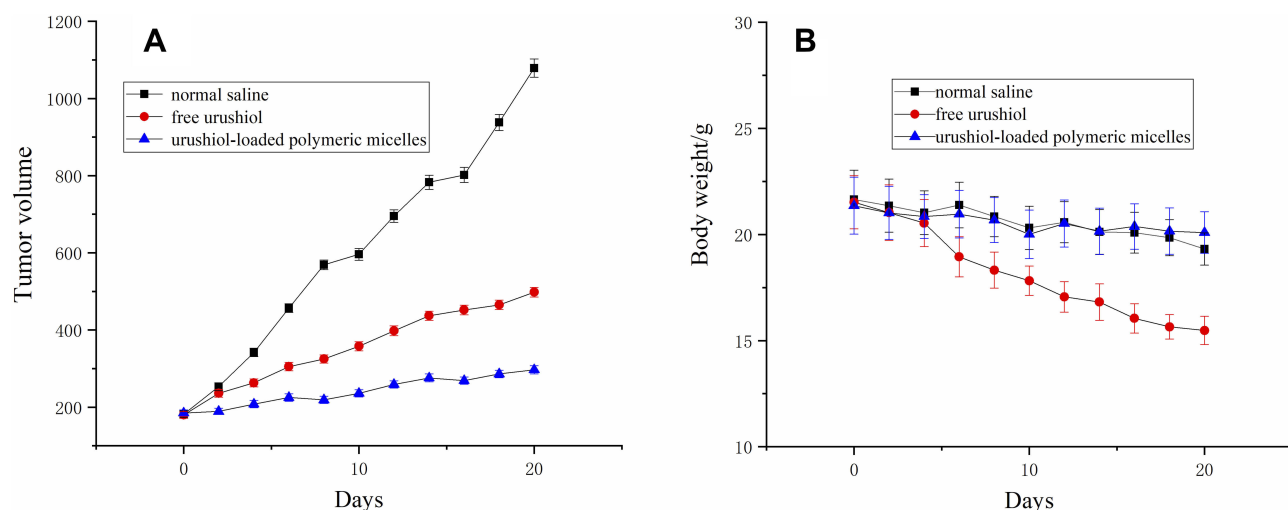 A
normal saline
free urushiol
urushiol-loaded polymeric micelles
Tumor volume
1200
1000
800
600
400
200
0
10
20
Days
B
normal saline
free urushiol
urushiol-loaded polymeric micelles
Body weight/g
30
25
20
15
10
0
10
20
Days